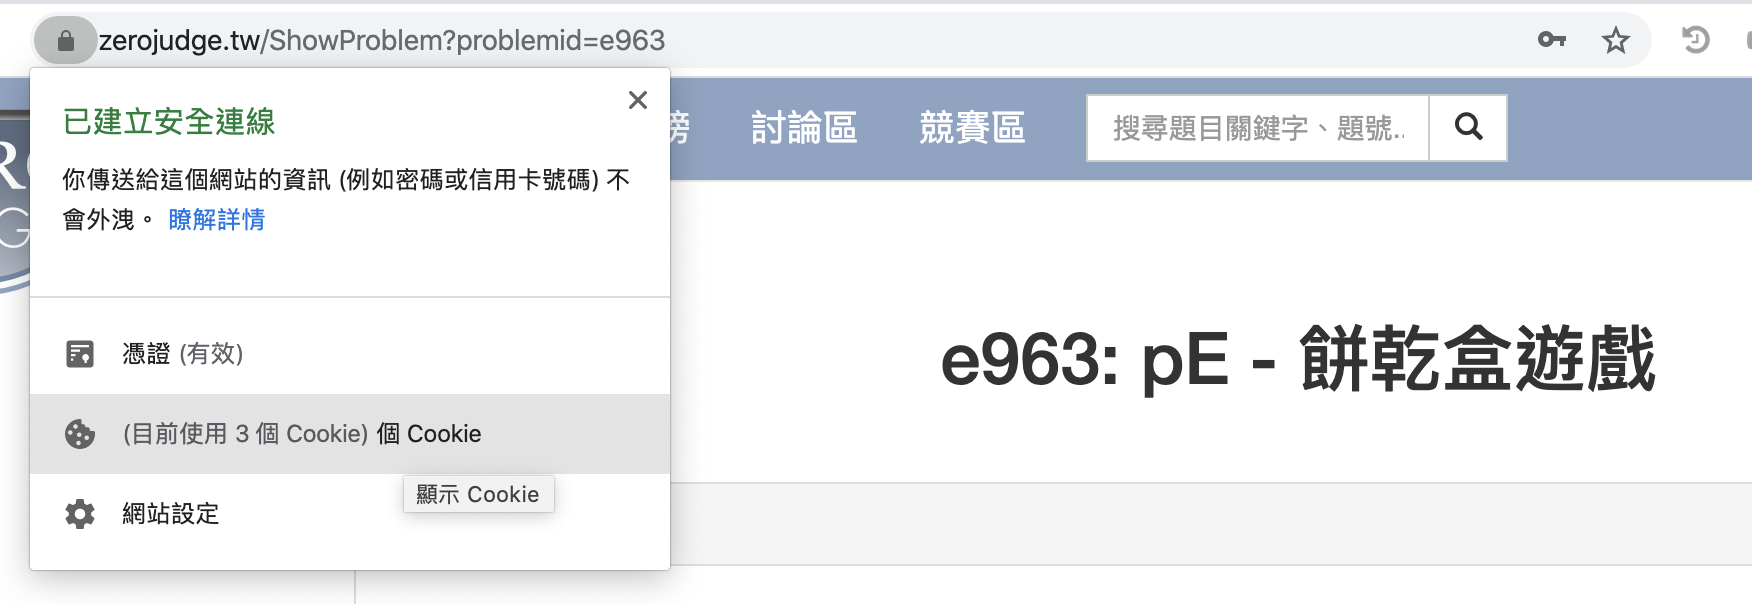 zerojudge.tw/ShowProblem?problemid=e963
已建立安全連線
你傳送給這個網站的資訊 (例如密碼或信用卡號碼) 不
會外洩。 瞭解詳情
憑證 (有效)
(目前使用 3 個 Cookie) 個 Cookie
顯示 Cookie
網站設定
討論區 競賽區 搜尋題目關鍵字、題號..
e963: pE - 餅乾盒遊戲